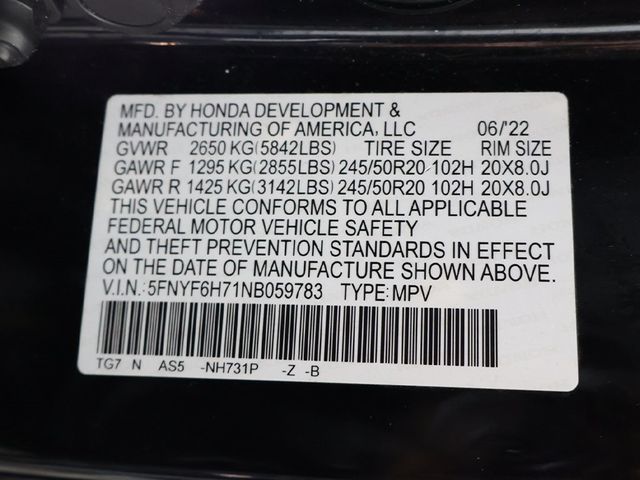 MFD. BY HONDA DEVELOPMENT &
MANUFACTURING OF AMERICA, LLC 06/'22
GVWR 2650 KG(5842LBS) TIRE SIZE RIM SIZE
GAWR F 1295 KG(2855LBS) 245/50R20 102H 20X8.0J
GAWR R 1425 KG(3142LBS) 245/50R20 102H 20X8.0J
THIS VEHICLE CONFORMS TO ALL APPLICABLE
FEDERAL MOTOR VEHICLE SAFETY
AND THEFT PREVENTION STANDARDS IN EFFECT
ON THE DATE OF MANUFACTURE SHOWN ABOVE.
V.I.N.: 5FNYF6H71NB059783 TYPE: MPV
TG7 N AS5 -NH731P -Z -B